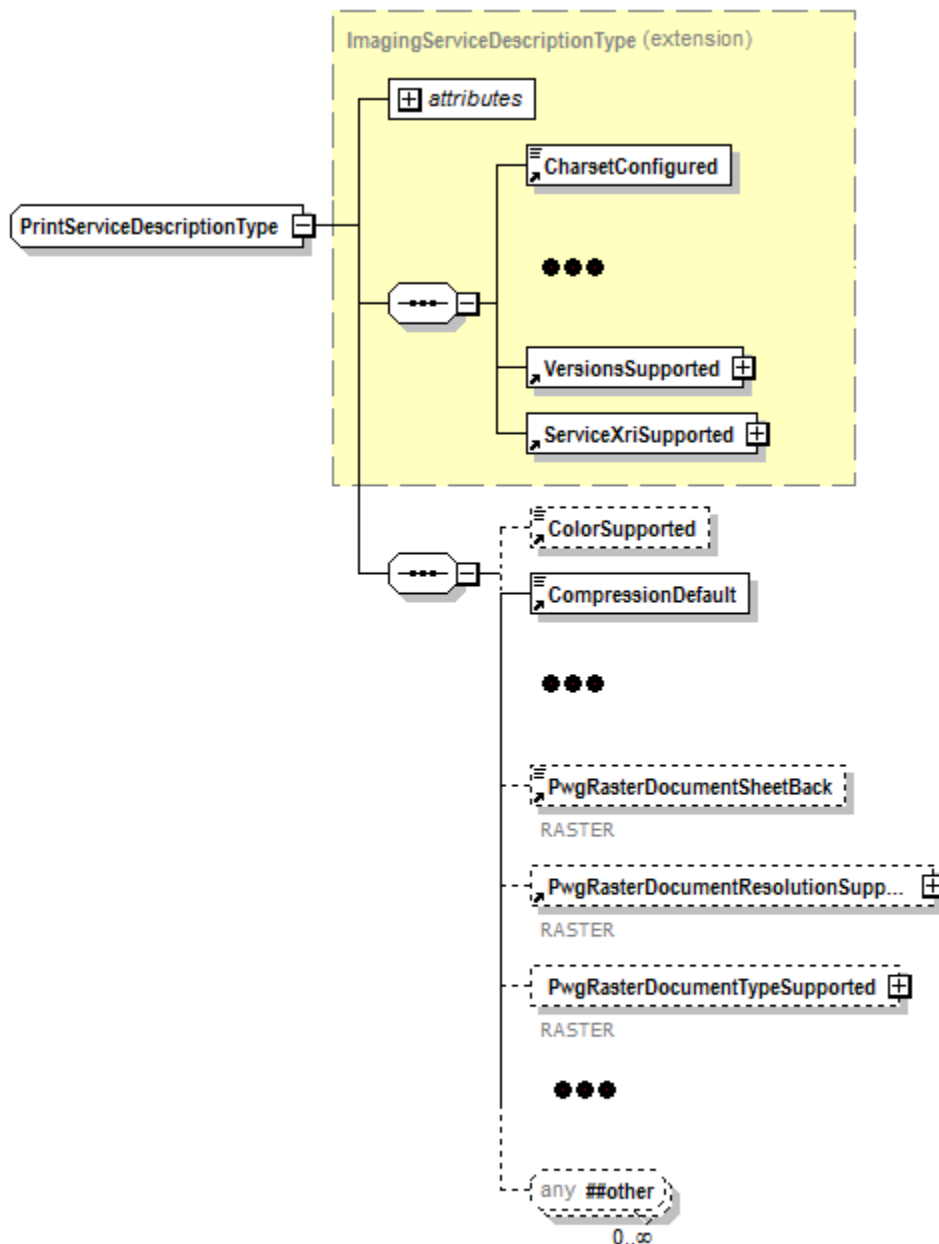 ImagingServiceDescriptionType (extension)
attributes
CharsetConfigured
PrintServiceDescriptionType
VersionsSupported
ServiceXriSupported
ColorSupported
CompressionDefault
PwgRasterDocumentSheetBack
RASTER
PwgRasterDocumentResolutionSupp...
RASTER
PwgRasterDocumentTypeSupported
RASTER
any ##other
0..∞